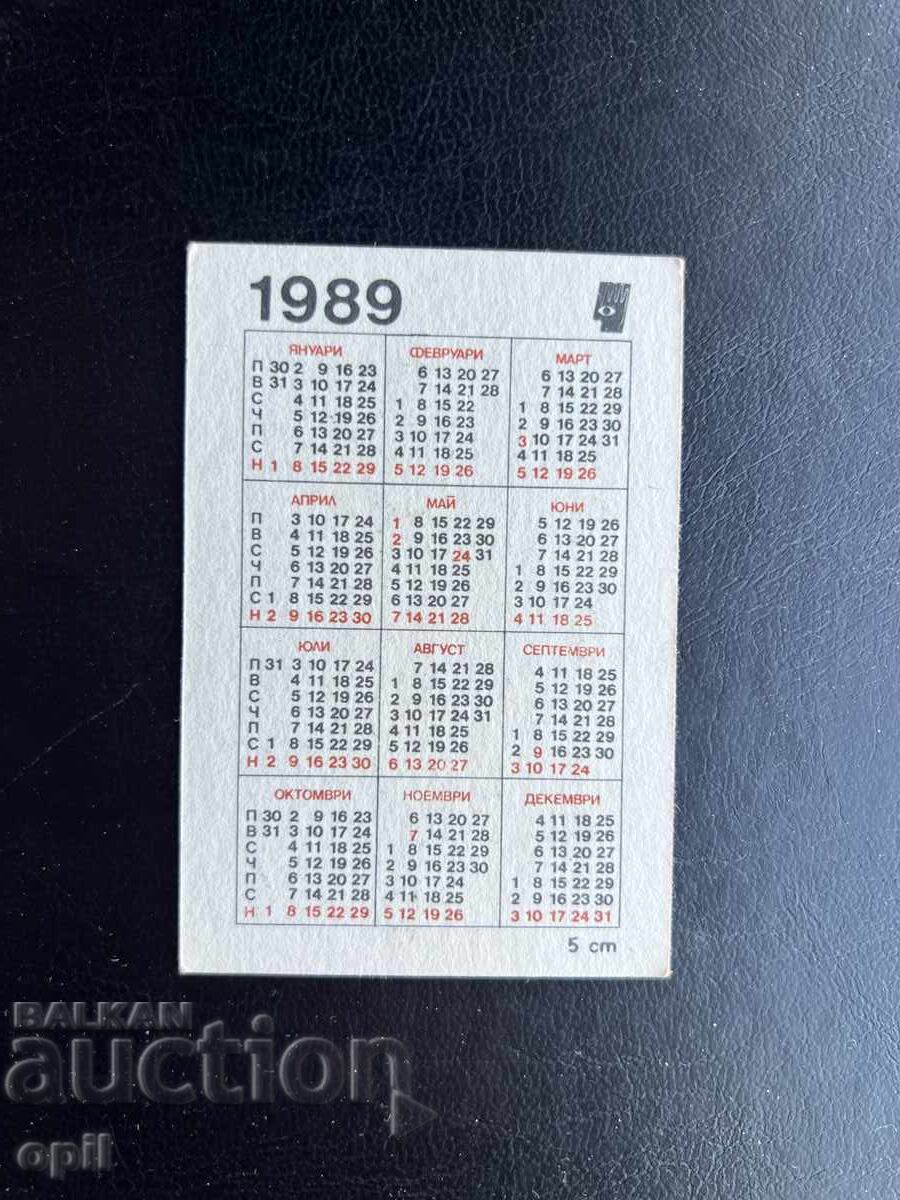 1989
ЯНУАРИ
П 30 2 9 16 23
В 31 3 10 17 24
С 4 11 18 25
Ч 5 12 19 26
П 6 13 20 27
С 7 14 21 28
Н 1 8 15 22 29
ФЕВРУАРИ
6 13 20 27
7 14 21 28
1 8 15 22
2 9 16 23
3 10 17 24
4 11 18 25
5 12 19 26
МАРТ
6 13 20 27
7 14 21 28
1 8 15 22 29
2 9 16 23 30
3 10 17 24 31
4 11 18 25
5 12 19 26
АПРИЛ
П 3 10 17 24
В 4 11 18 25
С 5 12 19 26
Ч 6 13 20 27
П 7 14 21 28
С 1 8 15 22 29
Н 2 9 16 23 30
МАЙ
1 8 15 22 29
2 9 16 23 30
3 10 17 24 31
4 11 18 25
5 12 19 26
6 13 20 27
7 14 21 28
ЮНИ
5 12 19 26
6 13 20 27
7 14 21 28
1 8 15 22 29
2 9 16 23 30
3 10 17 24
4 11 18 25
ЮЛИ
П 31 3 10 17 24
В 4 11 18 25
С 5 12 19 26
Ч 6 13 20 27
П 7 14 21 28
С 1 8 15 22 29
Н 2 9 16 23 30
АВГУСТ
7 14 21 28
1 8 15 22 29
2 9 16 23 30
3 10 17 24 31
4 11 18 25
5 12 19 26
6 13 20 27
СЕПТЕМВРИ
4 11 18 25
5 12 19 26
6 13 20 27
7 14 21 28
1 8 15 22 29
2 9 16 23 30
3 10 17 24
ОКТОМВРИ
П 30 2 9 16 23
В 31 3 10 17 24
С 4 11 18 25
Ч 5 12 19 26
П 6 13 20 27
С 7 14 21 28
Н 1 8 15 22 29
НОЕМВРИ
6 13 20 27
7 14 21 28
1 8 15 22 29
2 9 16 23 30
3 10 17 24
4 11 18 25
5 12 19 26
ДЕКЕМВРИ
4 11 18 25
5 12 19 26
6 13 20 27
7 14 21 28
1 8 15 22 29
2 9 16 23 30
3 10 17 24 31
5 cm
BALKAN
auction
opil